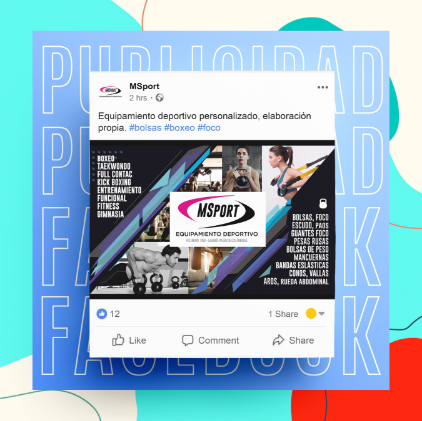 PUBLICIDAD
PUBLICIDAD
FACEBOOK
FACEBOOK
MSport
2 hrs ·
Equipamiento deportivo personalizado, elaboración
propia. #bolsas #boxeo #foco
BOXEO
TAEKWONDO
FULL CONTAC
KICK BOXING
ENTRENAMIENTO
FUNCIONAL
FITNESS
GIMNASIA
MSPORT
EQUIPAMIENTO DEPORTIVO
BOLSAS, FOCO
ESCUDO, PAOS
GUANTES FOCO
PESAS RUSAS
BOLSAS DE PESO
MANCUERNAS
BANDAS ESLÁSTICAS
CONOS, VALLAS
AROS, RUEDA ABDOMINAL
12
1 Share
Like
Comment
Share